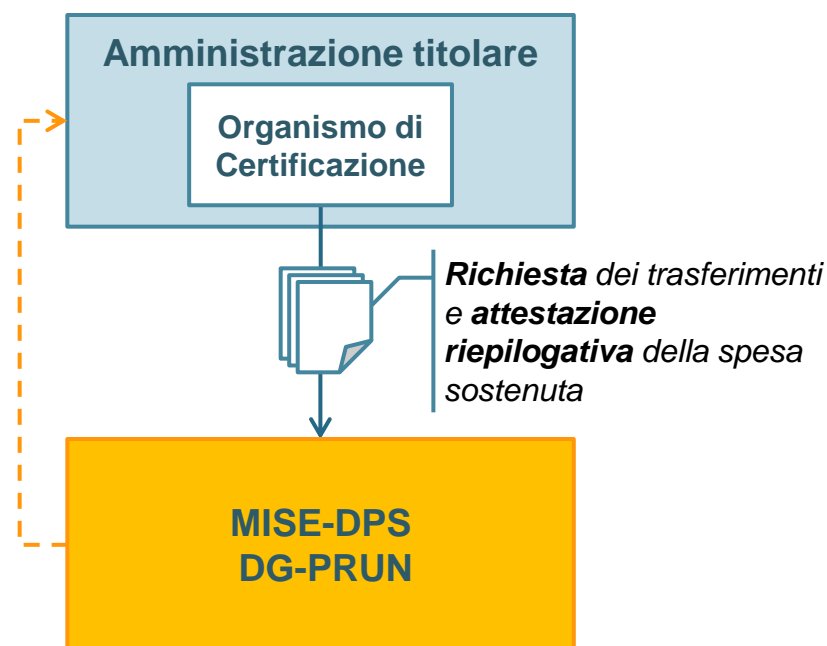 Amministrazione titolare
Organismo di
Certificazione
Richiesta dei trasferimenti
e attestazione
riepilogativa della spesa
sostenuta
MISE-DPS
DG-PRUN